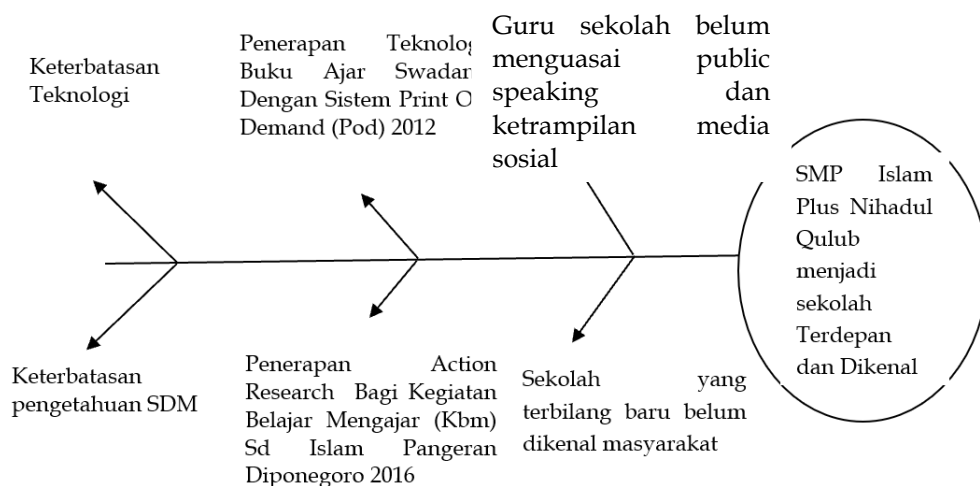 Keterbatasan
Teknologi
Penerapan Teknolog
Buku Ajar Swadan
Dengan Sistem Print O
Demand (Pod) 2012
Guru sekolah belum
menguasai public
speaking dan
ketrampilan media
sosial
SMP Islam
Plus Nihadul
Qulub
menjadi
sekolah
Terdepan
dan Dikenal
Keterbatasan
pengetahuan SDM
Penerapan Action
Research Bagi Kegiatan
Belajar Mengajar (Kbm)
Sd Islam Pangeran
Diponegoro 2016
Sekolah yang
terbilang baru belum
dikenal masyarakat